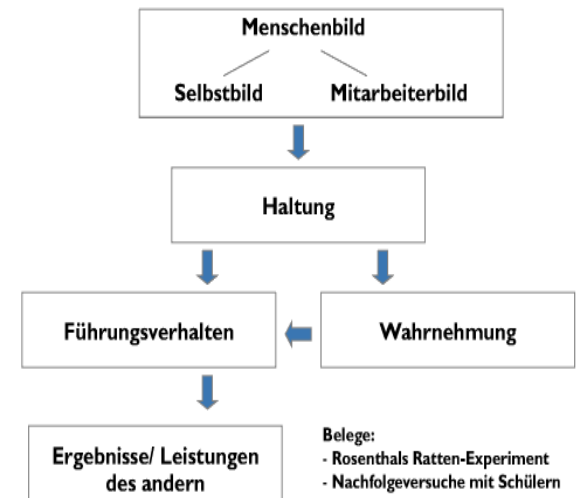 Menschenbild
Selbstbild Mitarbeiterbild
Haltung
Führungsverhalten Wahrnehmung
Ergebnisse/ Leistungen
des andern
Belege:
- Rosenthals Ratten-Experiment
- Nachfolgeversuche mit Schülern